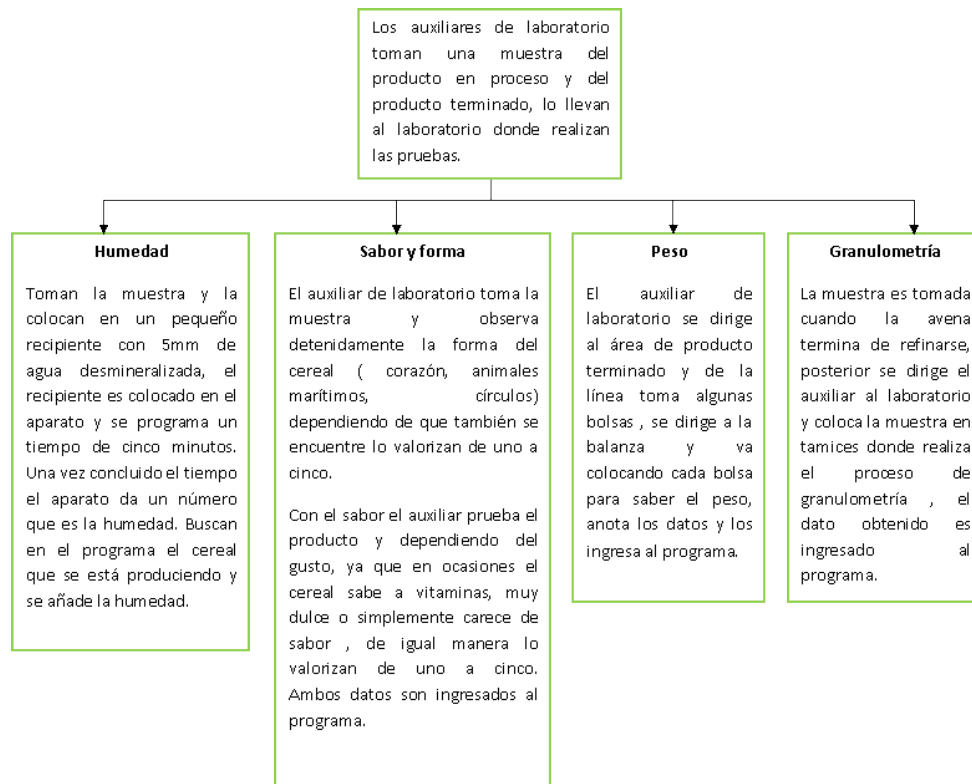 Los auxiliares de laboratorio
toman una muestra del
producto en proceso y del
producto terminado, lo llevan
al laboratorio donde realizan
las pruebas.
Humedad
Toman la muestra y la
colocan en un pequeño
recipiente con 5mm de
agua desmineralizada, el
recipiente es colocado en el
aparato y se programa un
tiempo de cinco minutos.
Una vez concluido el tiempo
el aparato da un número
que es la humedad. Buscan
en el programa el cereal
que se está produciendo y
se añade la humedad.
Sabor y forma
El auxiliar de laboratorio toma la
muestra y observa
detenidamente la forma del
cereal ( corazón, animales
marítimos, círculos)
dependiendo de que también se
encuentre lo valorizan de uno a
cinco.
Con el sabor el auxiliar prueba el
producto y dependiendo del
gusto, ya que en ocasiones el
cereal sabe a vitaminas, muy
dulce o simplemente carece de
sabor , de igual manera lo
valorizan de uno a cinco.
Ambos datos son ingresados al
programa.
Peso
El auxiliar de
laboratorio se dirige
al área de producto
terminado y de la
línea toma algunas
bolsas , se dirige a la
balanza y va
colocando cada bolsa
para saber el peso,
anota los datos y los
ingresa al programa.
Granulometría
La muestra es tomada
cuando la avena
termina de refinarse,
posterior se dirige el
auxiliar al laboratorio
y coloca la muestra en
tamices donde realiza
el proceso de
granulometría , el
dato obtenido es
ingresado al
programa.